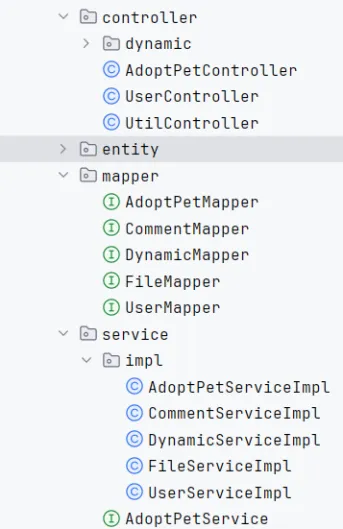 controller
dynamic
AdoptPetController
UserController
UtilController
entity
mapper
AdoptPetMapper
CommentMapper
DynamicMapper
FileMapper
UserMapper
service
impl
AdoptPetServiceImpl
CommentServiceImpl
DynamicServiceImpl
FileServiceImpl
UserServiceImpl
AdoptPetService